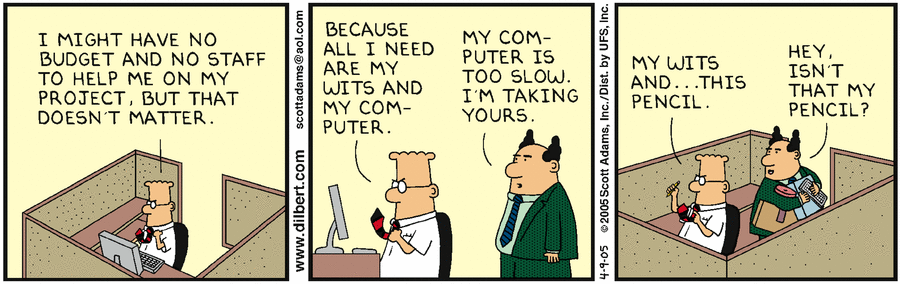 I MIGHT HAVE NO
BUDGET AND NO STAFF
TO HELP ME ON MY
PROJECT, BUT THAT
DOESN'T MATTER.
www.dilbert.com
scottadams@aol.com
BECAUSE
ALL I NEED
ARE MY
WITS AND
MY COM-
PUTER.
MY COM-
PUTER IS
TOO SLOW.
I'M TAKING
YOURS.
4-9-05 © 2005 Scott Adams, Inc./Dist. by UFS, Inc.
MY WITS
AND...THIS
PENCIL.
HEY,
ISN'T
THAT MY
PENCIL?